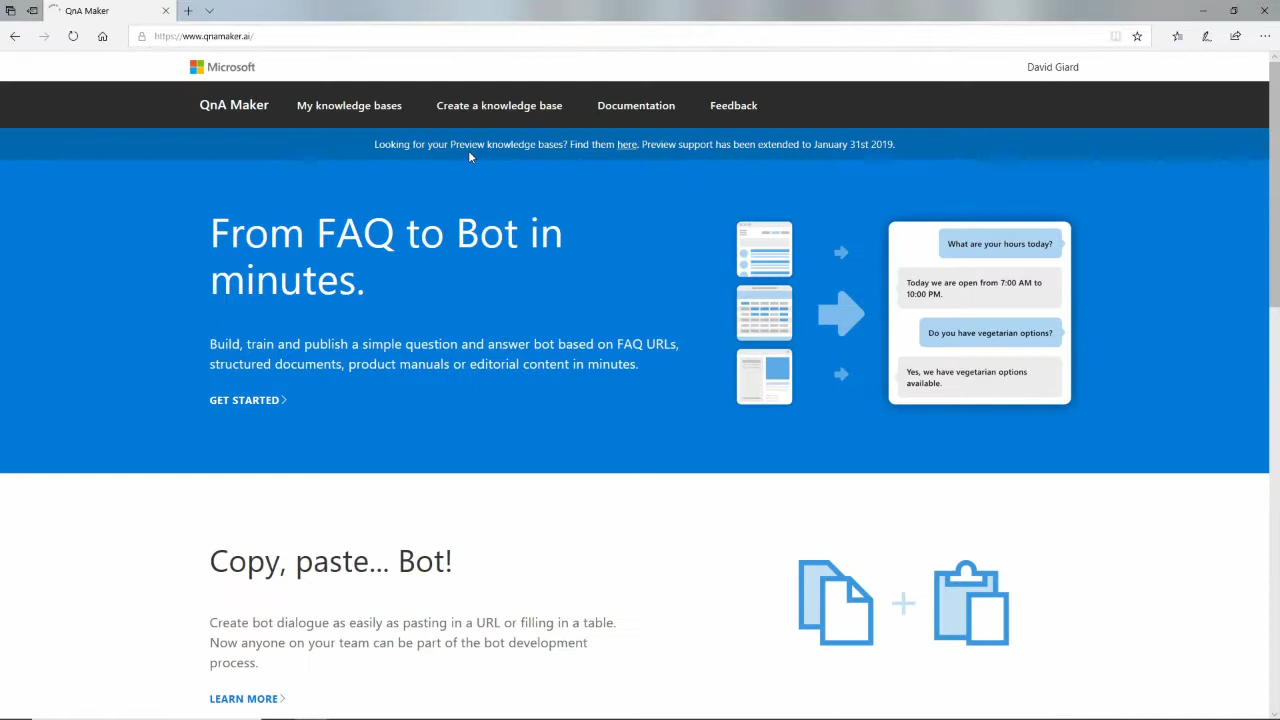 QnA Maker
https://www.qnamaker.ai/
Microsoft
David Giard
QnA Maker
My knowledge bases
Create a knowledge base
Documentation
Feedback
Looking for your Preview knowledge bases? Find them here. Preview support has been extended to January 31st 2019.
From FAQ to Bot in
minutes.
Build, train and publish a simple question and answer bot based on FAQ URLs,
structured documents, product manuals or editorial content in minutes.
GET STARTED
What are your hours today?
Today we are open from 7:00 AM to
10:00 PM.
Do you have vegetarian options?
Yes, we have vegetarian options
available.
Copy, paste... Bot!
Create bot dialogue as easily as pasting in a URL or filling in a table.
Now anyone on your team can be part of the bot development
process.
LEARN MORE